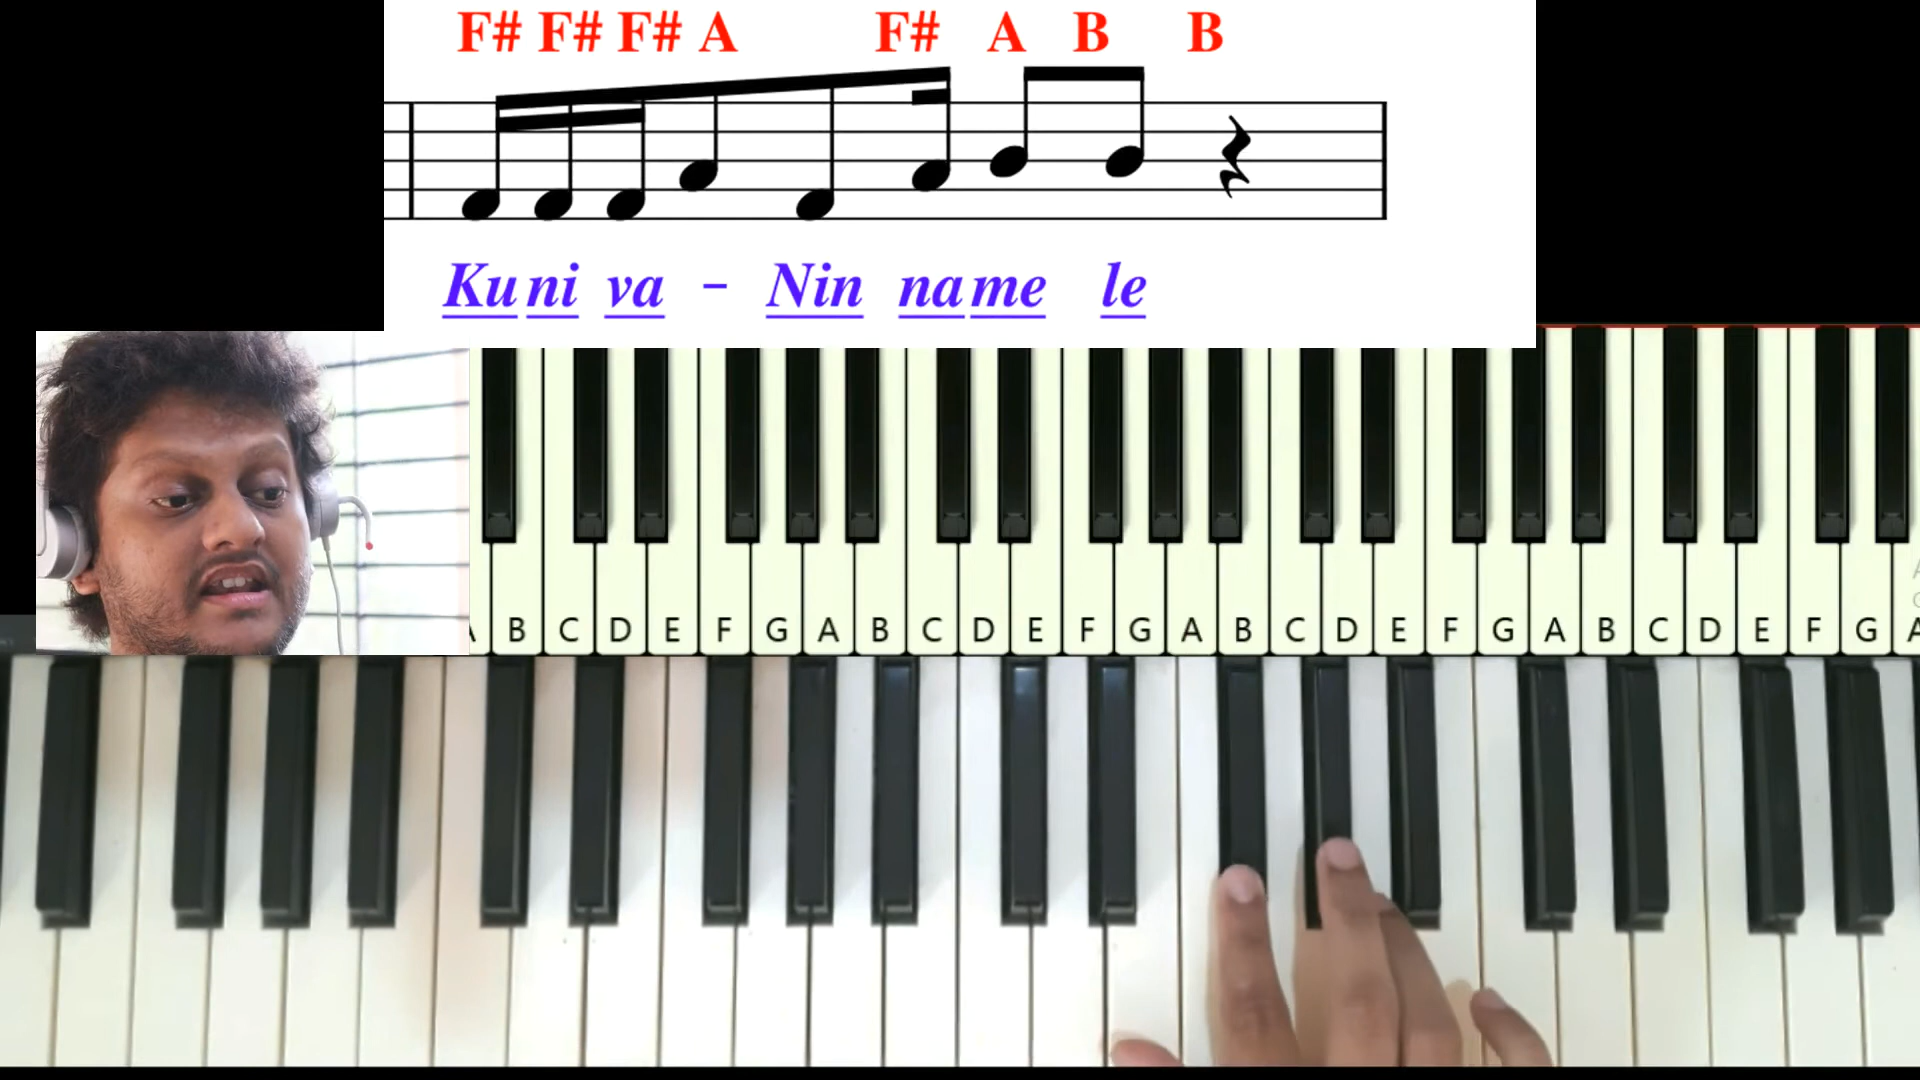 F# F# F# A F# A B B
Ku ni va - Nin na me le
B C D E F G A B C D E F G A B C D E F G A B C D E F G A